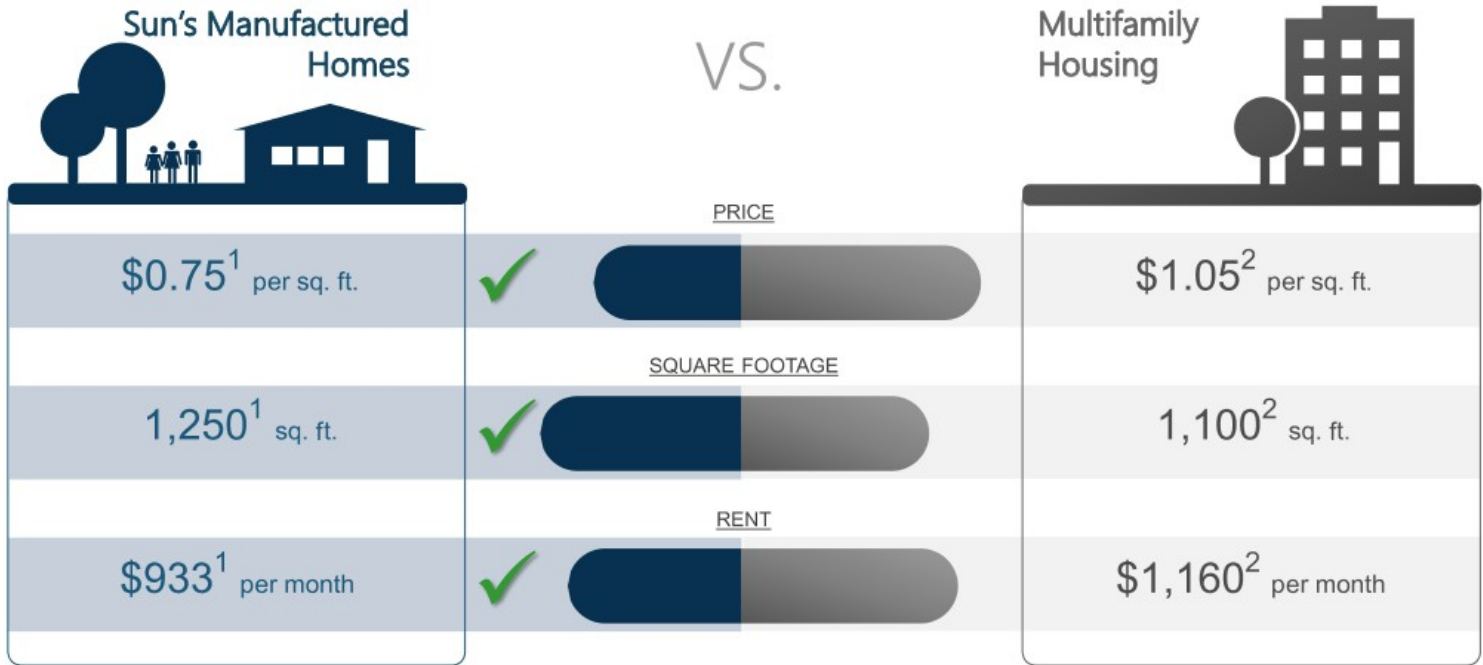 Sun's Manufactured
Homes
VS.
Multifamily
Housing
PRICE
$0.75¹ per sq. ft.
$1.05² per sq. ft.
SQUARE FOOTAGE
1,250¹ sq. ft.
1,100² sq. ft.
RENT
$933¹ per month
$1,160² per month